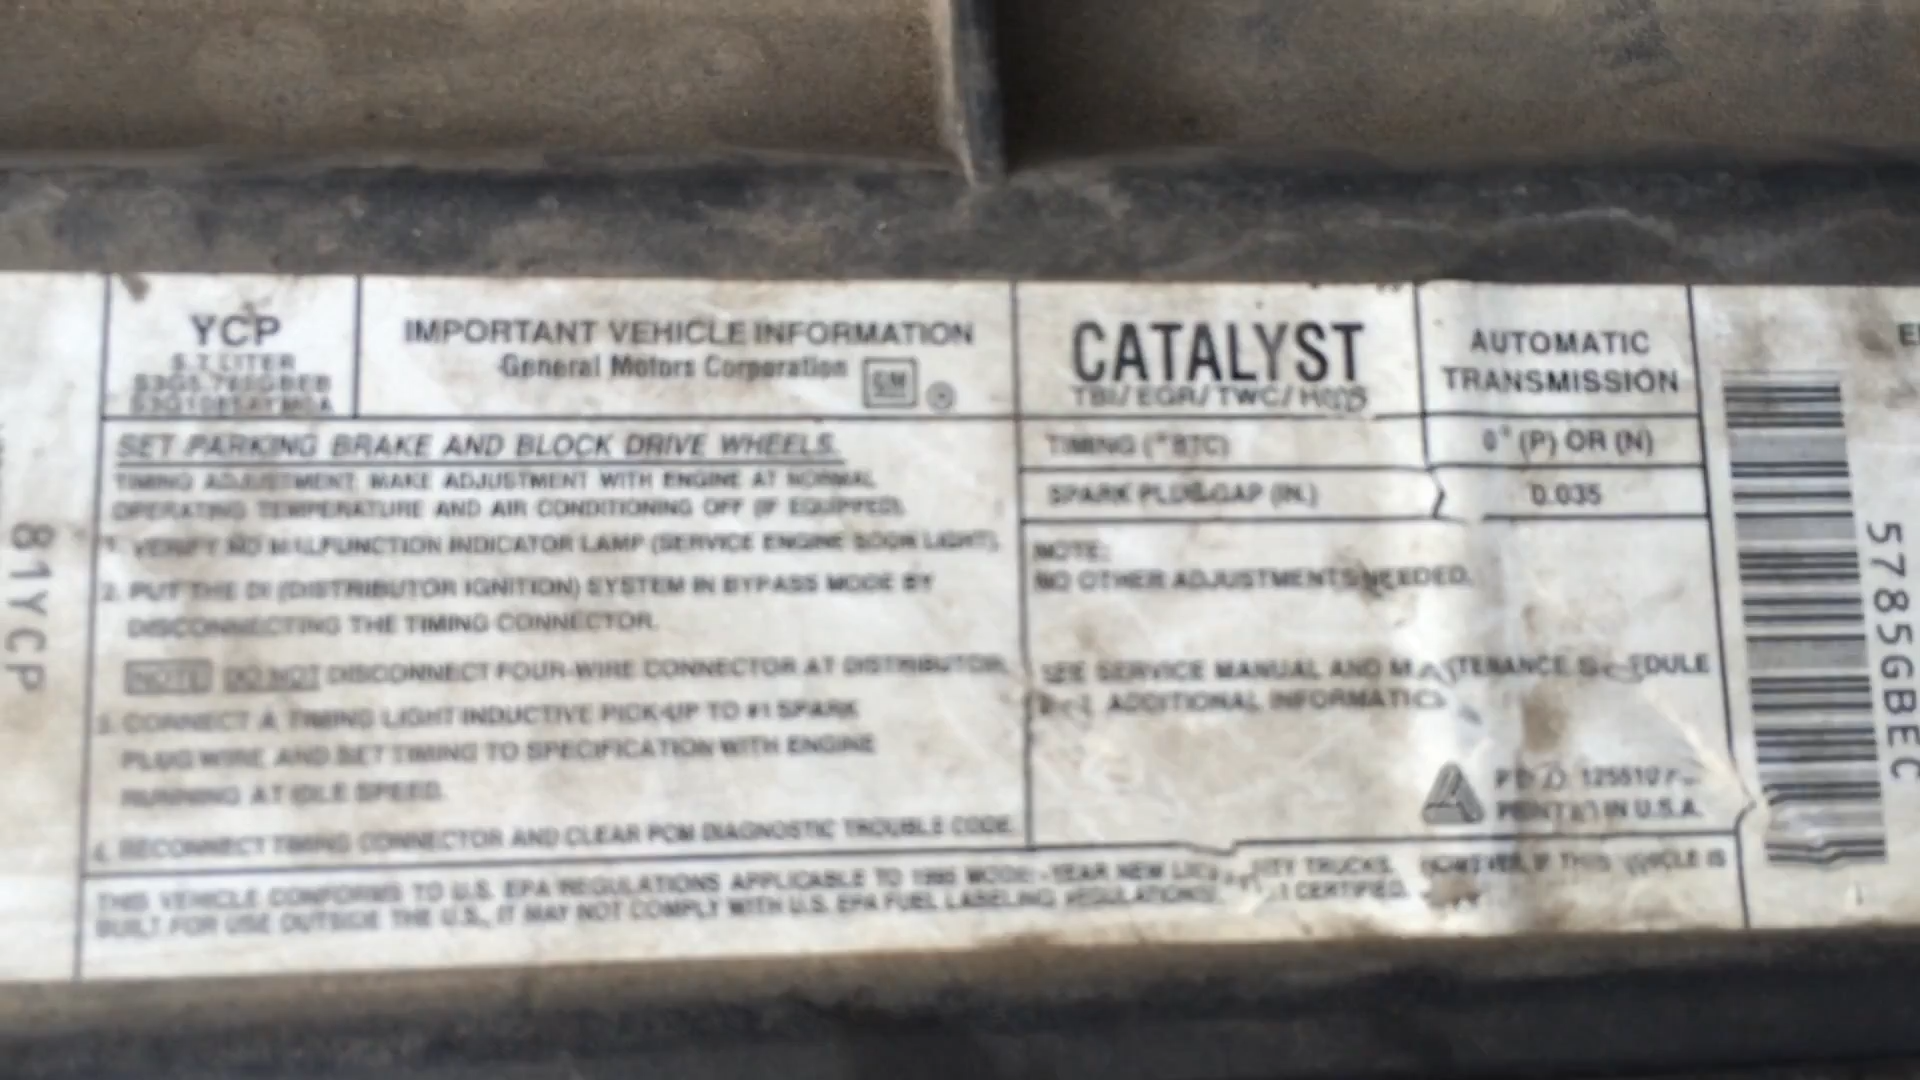 YCP
5.7 LITER
IMPORTANT VEHICLE INFORMATION
General Motors Corporation
GM
CATALYST
TBI/EGR/TWC/HO2S
AUTOMATIC
TRANSMISSION
SET PARKING BRAKE AND BLOCK DRIVE WHEELS.
TIMING ADJUSTMENT: MAKE ADJUSTMENT WITH ENGINE AT NORMAL
OPERATING TEMPERATURE AND AIR CONDITIONING OFF (IF EQUIPPED).
1. VERIFY NO MALFUNCTION INDICATOR LAMP (SERVICE ENGINE SOON LIGHT).
2. PUT THE DI (DISTRIBUTOR IGNITION) SYSTEM IN BYPASS MODE BY
DISCONNECTING THE TIMING CONNECTOR.
NOTE DO NOT DISCONNECT FOUR-WIRE CONNECTOR AT DISTRIBUTOR.
3. CONNECT A TIMING LIGHT INDUCTIVE PICK-UP TO #1 SPARK
PLUG WIRE AND SET TIMING TO SPECIFICATION WITH ENGINE
RUNNING AT IDLE SPEED.
4. RECONNECT TIMING CONNECTOR AND CLEAR PCM DIAGNOSTIC TROUBLE CODE.
TIMING (°BTC) 0° (P) OR (N)
SPARK PLUG GAP (IN.) 0.035
NOTE:
NO OTHER ADJUSTMENTS NEEDED.
SEE SERVICE MANUAL AND MAINTENANCE SCHEDULE
ADDITIONAL INFORMATION
PRINTED IN U.S.A.
THIS VEHICLE CONFORMS TO U.S. EPA REGULATIONS APPLICABLE TO 1995 MODEL-YEAR NEW TRUCKS. HOWEVER, IF THIS VEHICLE IS
BUILT FOR USE OUTSIDE THE U.S., IT MAY NOT COMPLY WITH U.S. EPA FUEL LABELING REGULATIONS CERTIFIED.
81YCP
5785GBEC